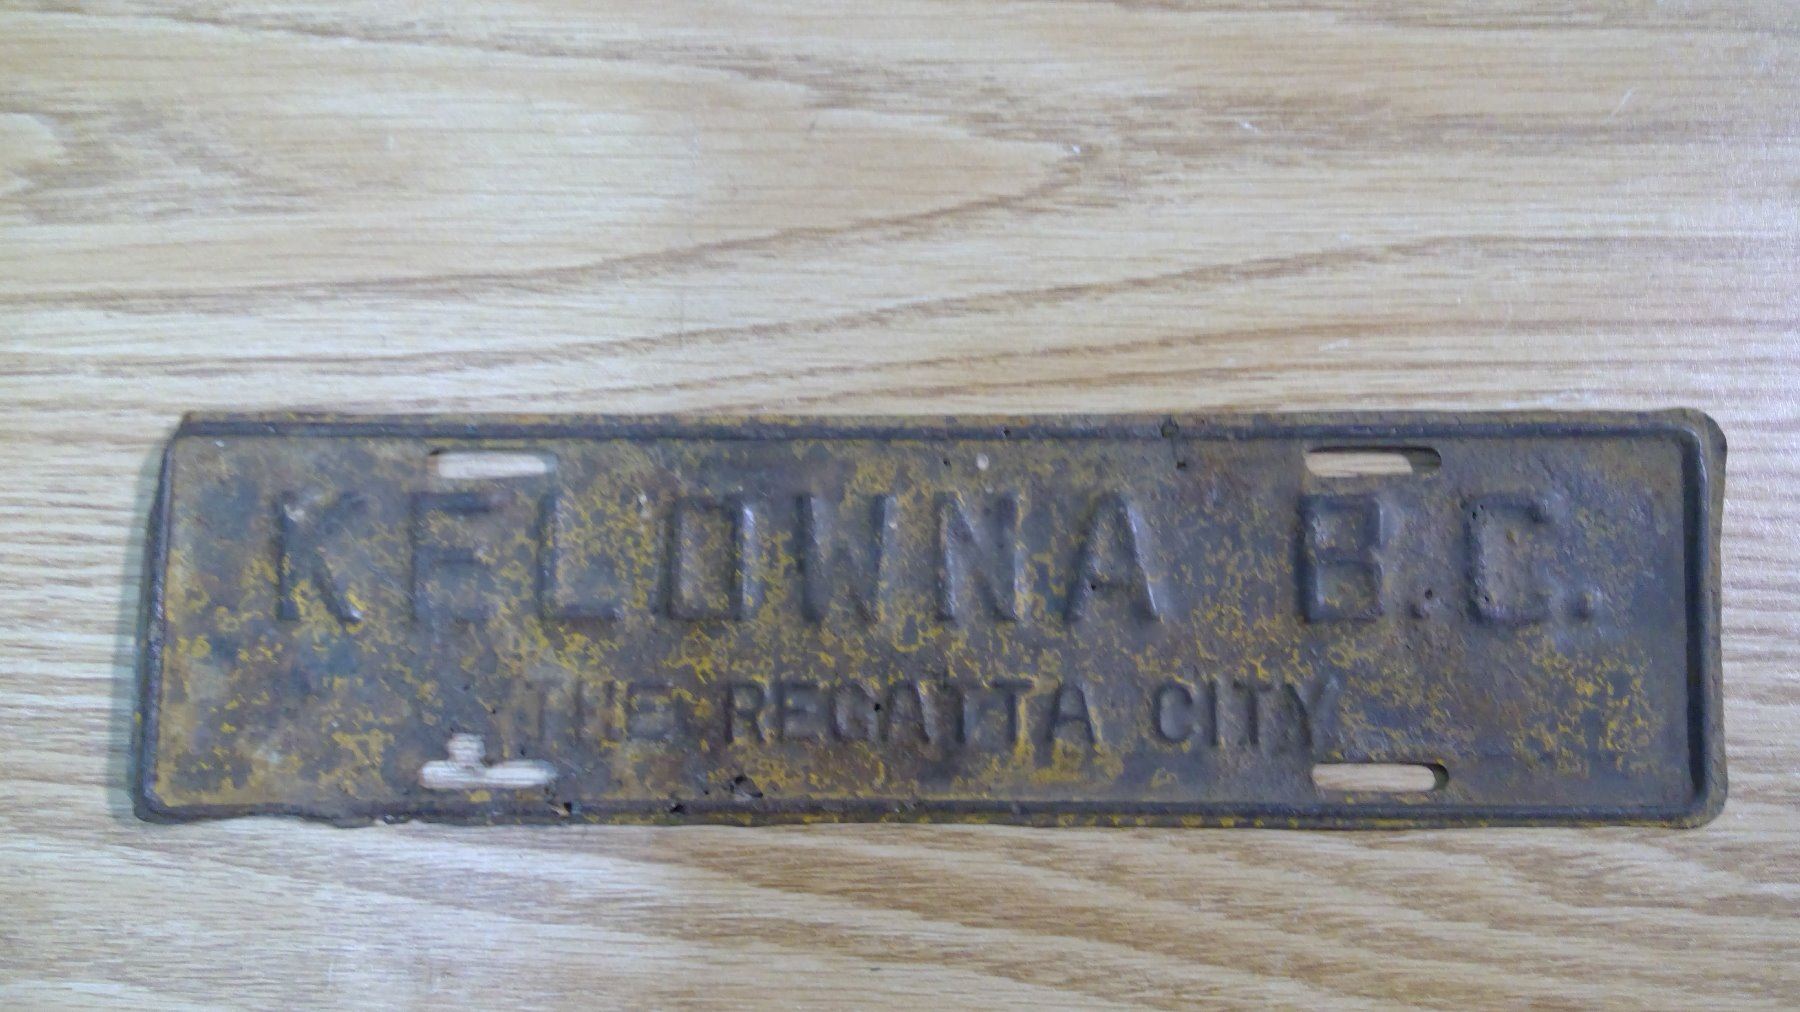 KELOWNA B.C.
THE REGATTA CITY